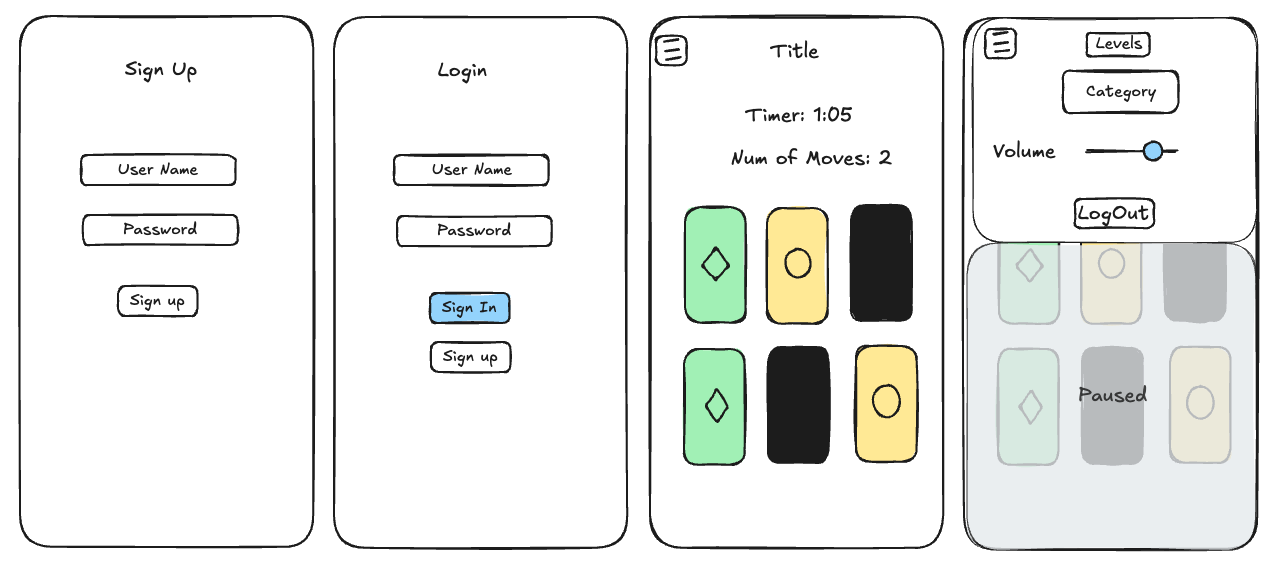 Sign Up
User Name
Password
Sign up
Login
User Name
Password
Sign In
Sign up
Title
Timer: 1:05
Num of Moves: 2
Levels
Category
Volume
LogOut
Paused